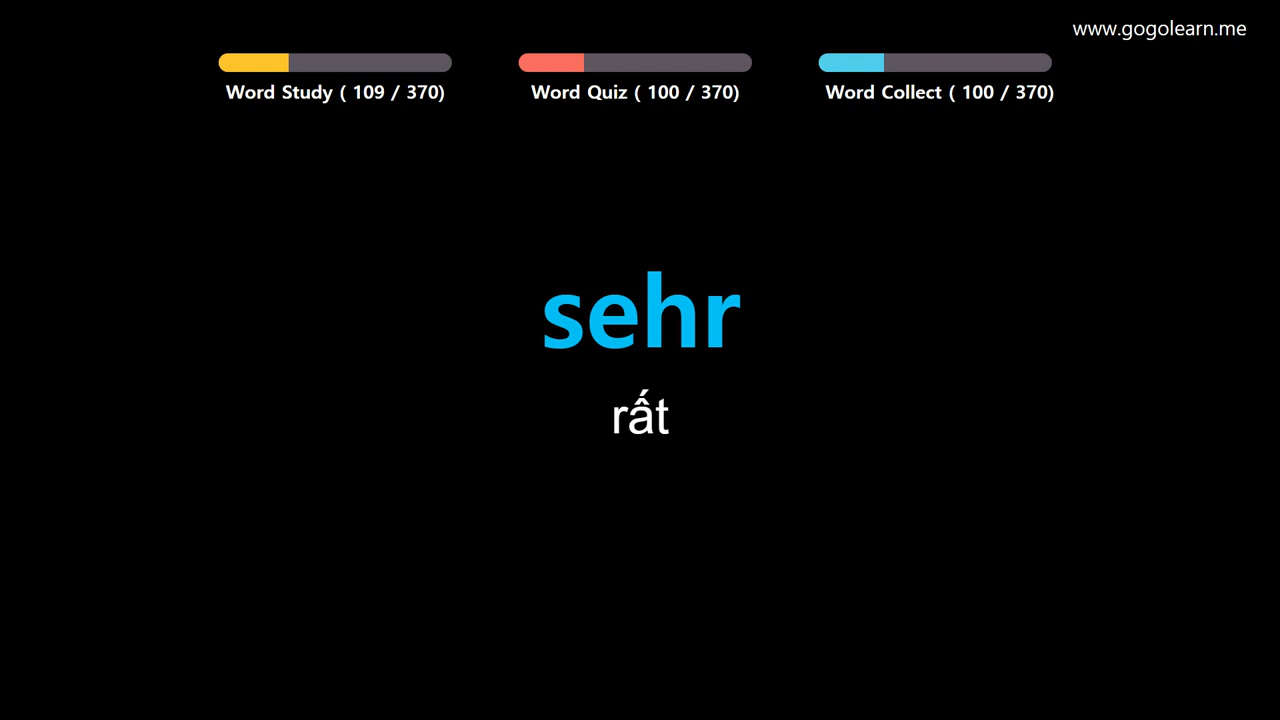 www.gogolearn.me
Word Study ( 109 / 370)
Word Quiz ( 100 / 370)
Word Collect ( 100 / 370)
sehr
rất